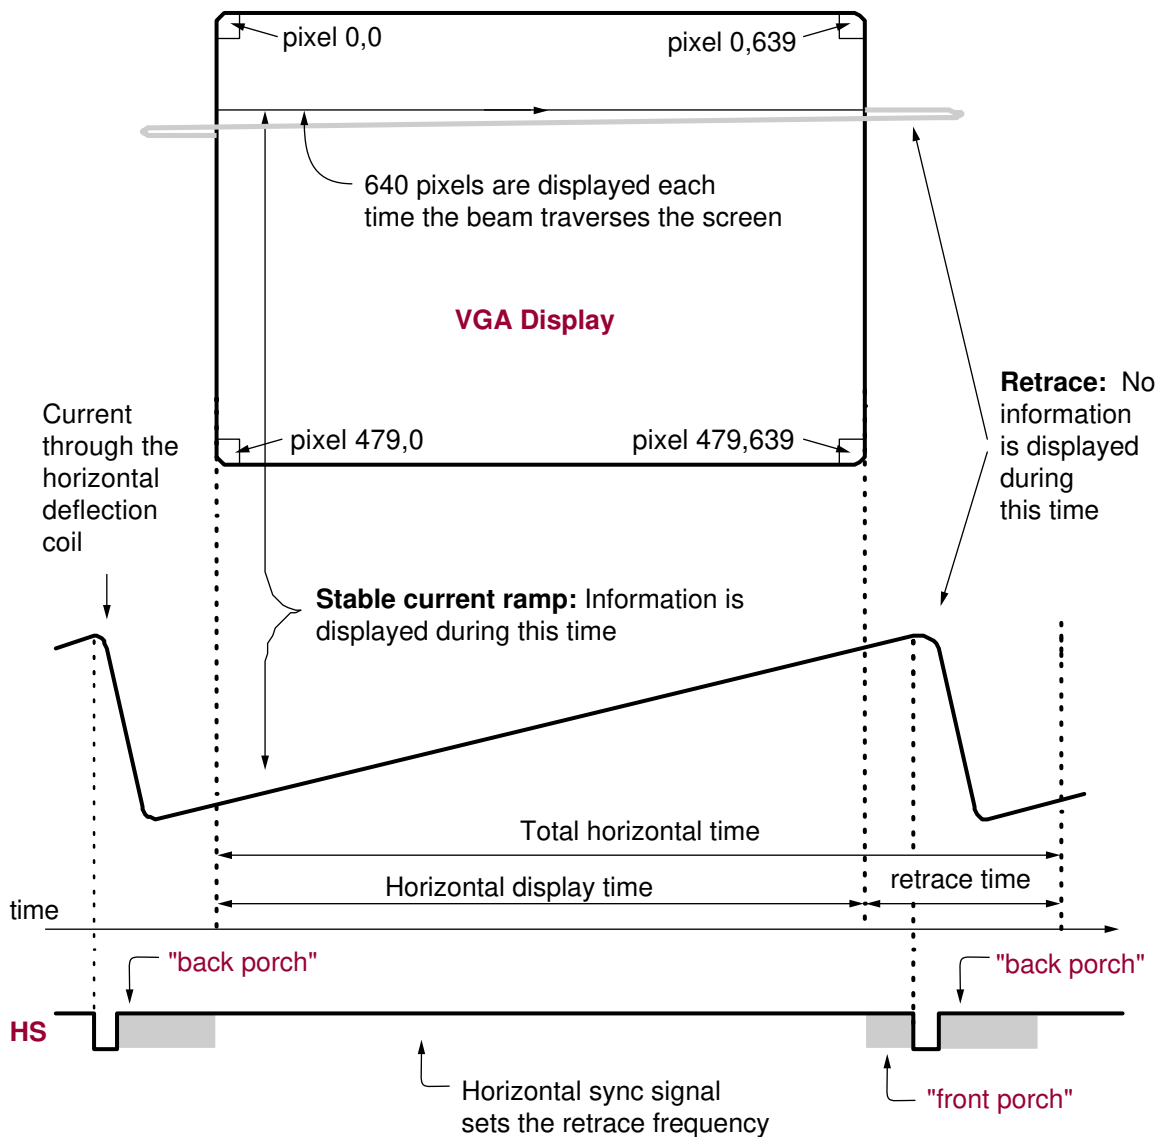 pixel 0,0
pixel 0,639
640 pixels are displayed each
time the beam traverses the screen
VGA Display
Retrace: No
information
is displayed
during
this time
Current
through the
horizontal
deflection
coil
pixel 479,0
pixel 479,639
Stable current ramp: Information is
displayed during this time
Total horizontal time
Horizontal display time
retrace time
time
"back porch"
"back porch"
HS
Horizontal sync signal
sets the retrace frequency
"front porch"